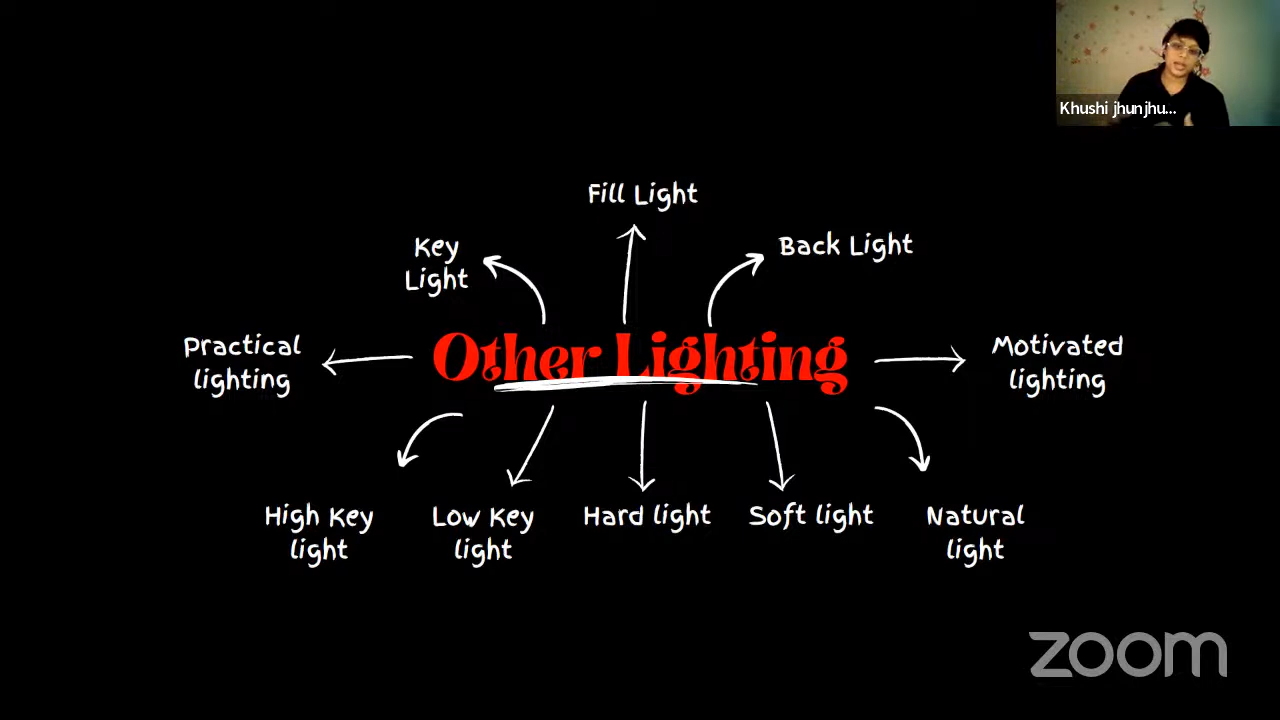 Khushi jhunjhu...
Fill Light
Key
Light
Back Light
Practical
lighting
Other Lighting
Motivated
lighting
High Key
light
Low Key
light
Hard light
Soft light
Natural
light
zoom